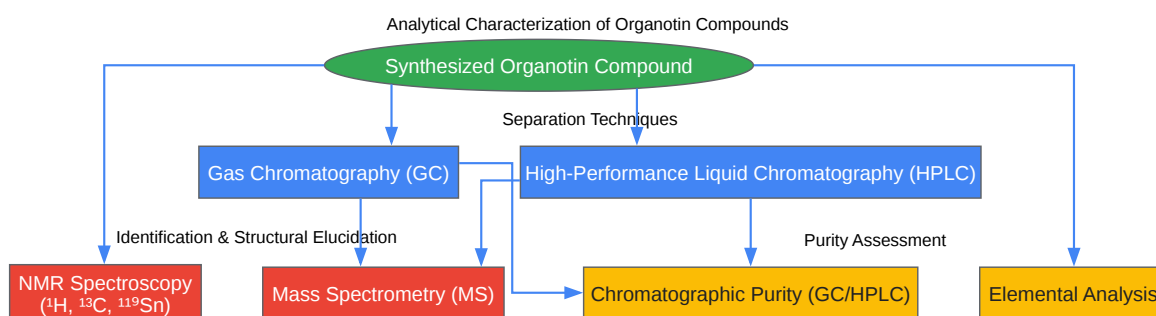 Analytical Characterization of Organotin Compounds
Synthesized Organotin Compound
Separation Techniques
Gas Chromatography (GC)
High-Performance Liquid Chromatography (HPLC)
Identification & Structural Elucidation
Purity Assessment
NMR Spectroscopy
(¹H, ¹³C, ¹¹⁹Sn)
Mass Spectrometry (MS)
Chromatographic Purity (GC/HPLC)
Elemental Analysis